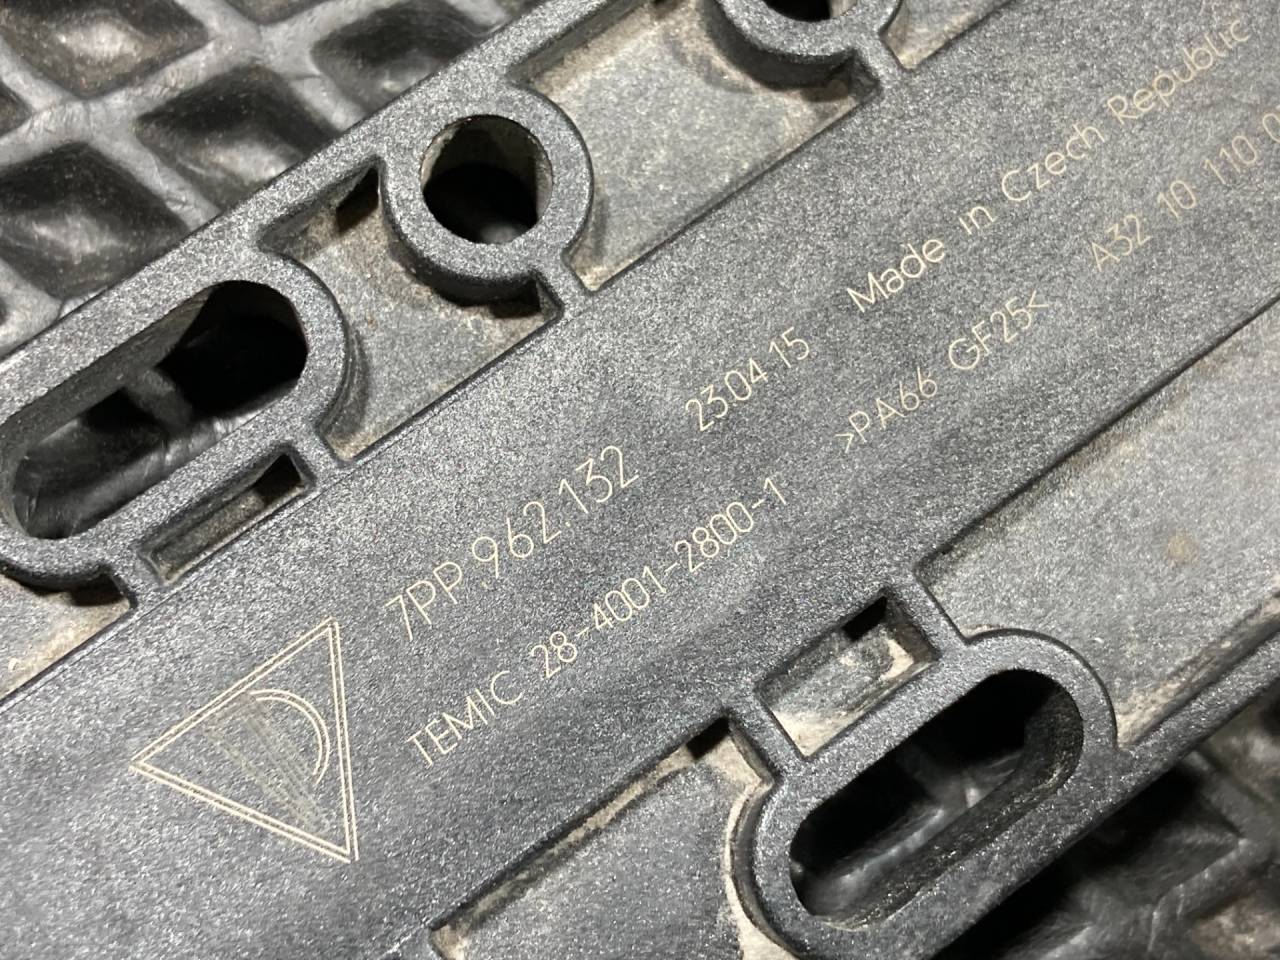 7PP.962.132 23 04 15 Made in Czech Republic
TEMIC 28-4001-2800-1 >PA66 GF25< A32 10 110 0